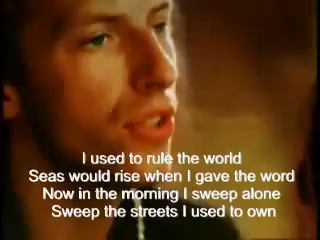 I used to rule the world
Seas would rise when I gave the word
Now in the morning I sweep alone
Sweep the streets I used to own